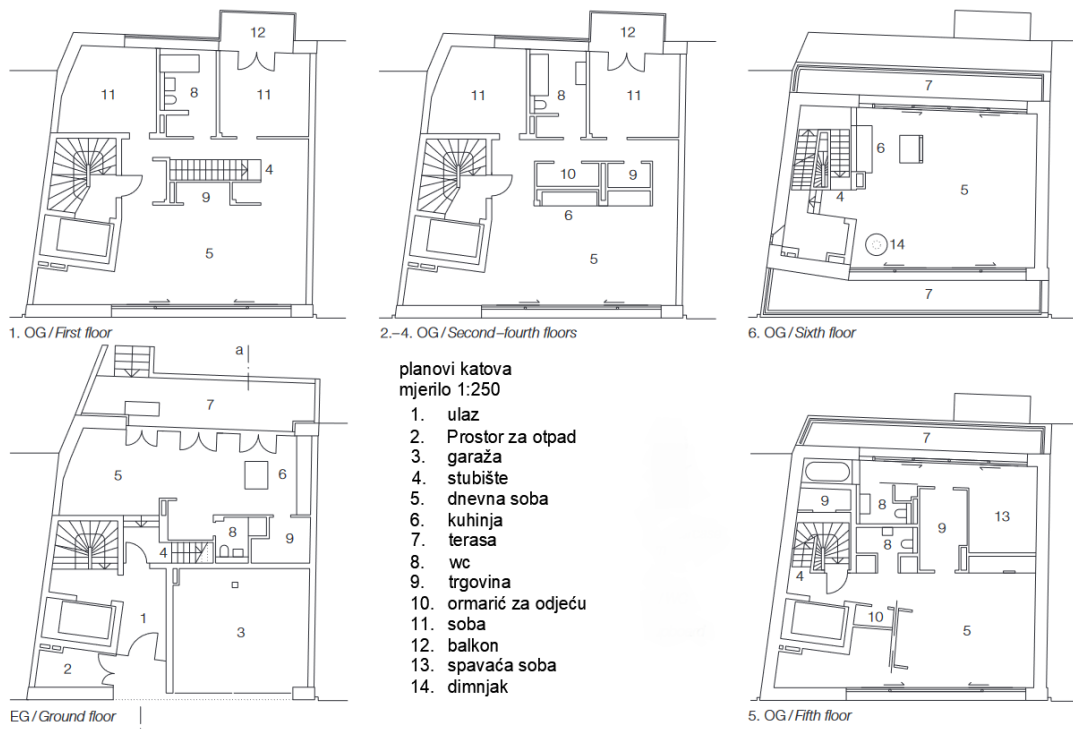 12
11
8
11
4
9
5
1. OG / First floor
12
11
8
11
10
9
6
5
2.–4. OG / Second–fourth floors
7
6
5
4
14
7
6. OG / Sixth floor
a
7
5
6
8
4
9
1
3
2
EG / Ground floor
planovi katova
mjerilo 1:250
1. ulaz
2. Prostor za otpad
3. garaža
4. stubište
5. dnevna soba
6. kuhinja
7. terasa
8. wc
9. trgovina
10. ormarić za odjeću
11. soba
12. balkon
13. spavaća soba
14. dimnjak
7
9
8
9
13
8
4
10
5
5. OG / Fifth floor